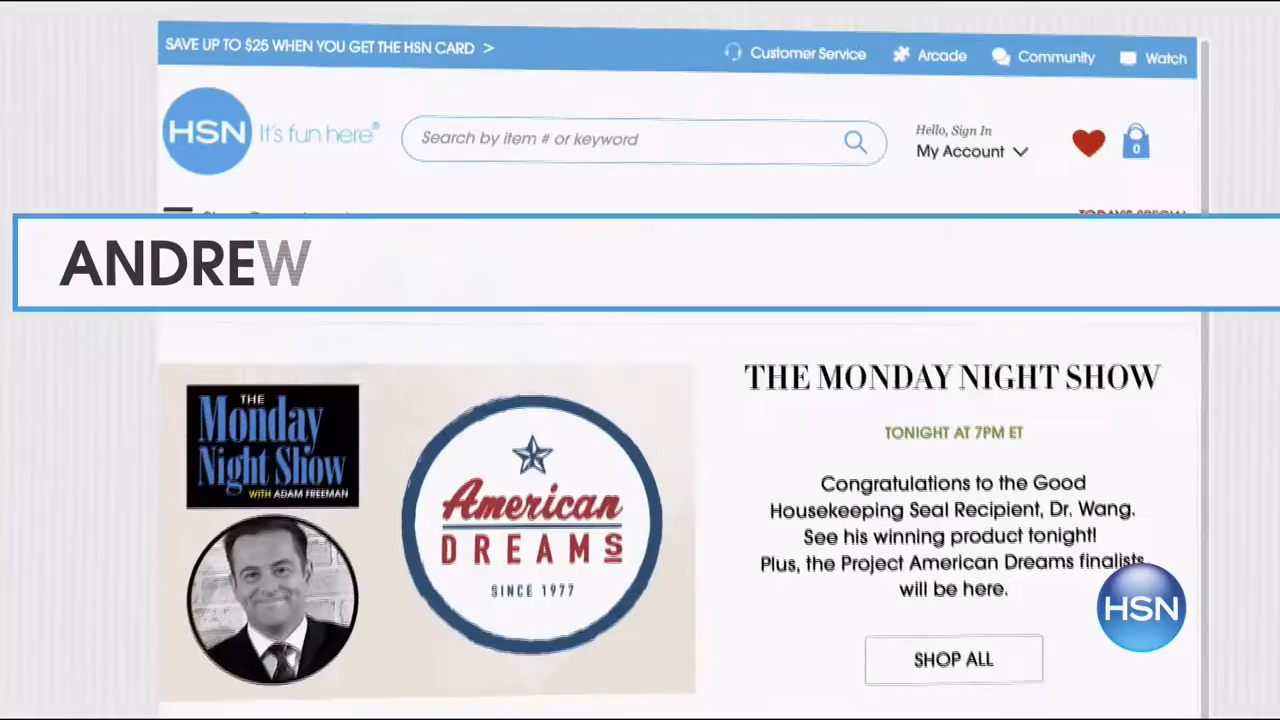 SAVE UP TO $25 WHEN YOU GET THE HSN CARD >
Customer Service
Arcade
Community
Watch
HSN It's fun here®
Search by item # or keyword
Hello, Sign In
My Account
0
TODAY'S SPECIAL
ANDREW
THE
Monday
Night Show
WITH ADAM FREEMAN
American
DREAMS
SINCE 1977
THE MONDAY NIGHT SHOW
TONIGHT AT 7PM ET
Congratulations to the Good
Housekeeping Seal Recipient, Dr. Wang.
See his winning product tonight!
Plus, the Project American Dreams finalists
will be here.
SHOP ALL
HSN